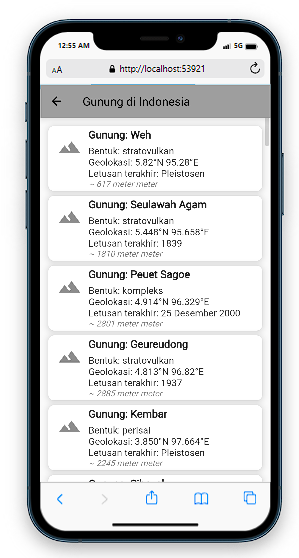 12:55 AM
5G
AA
http://localhost:53921
Gunung di Indonesia
Gunung: Weh
Bentuk: stratovulkan
Geolokasi: 5.82°N 95.28°E
Letusan terakhir: Pleistosen
~ 617 meter meter
Gunung: Seulawah Agam
Bentuk: stratovulkan
Geolokasi: 5.448°N 95.658°E
Letusan terakhir: 1839
~ 1810 meter meter
Gunung: Peuet Sagoe
Bentuk: kompleks
Geolokasi: 4.914°N 96.329°E
Letusan terakhir: 25 Desember 2000
~ 2801 meter meter
Gunung: Geureudong
Bentuk: stratovulkan
Geolokasi: 4.813°N 96.82°E
Letusan terakhir: 1937
~ 2885 meter meter
Gunung: Kembar
Bentuk: perisai
Geolokasi: 3.850°N 97.664°E
Letusan terakhir: Pleistosen
~ 2245 meter meter